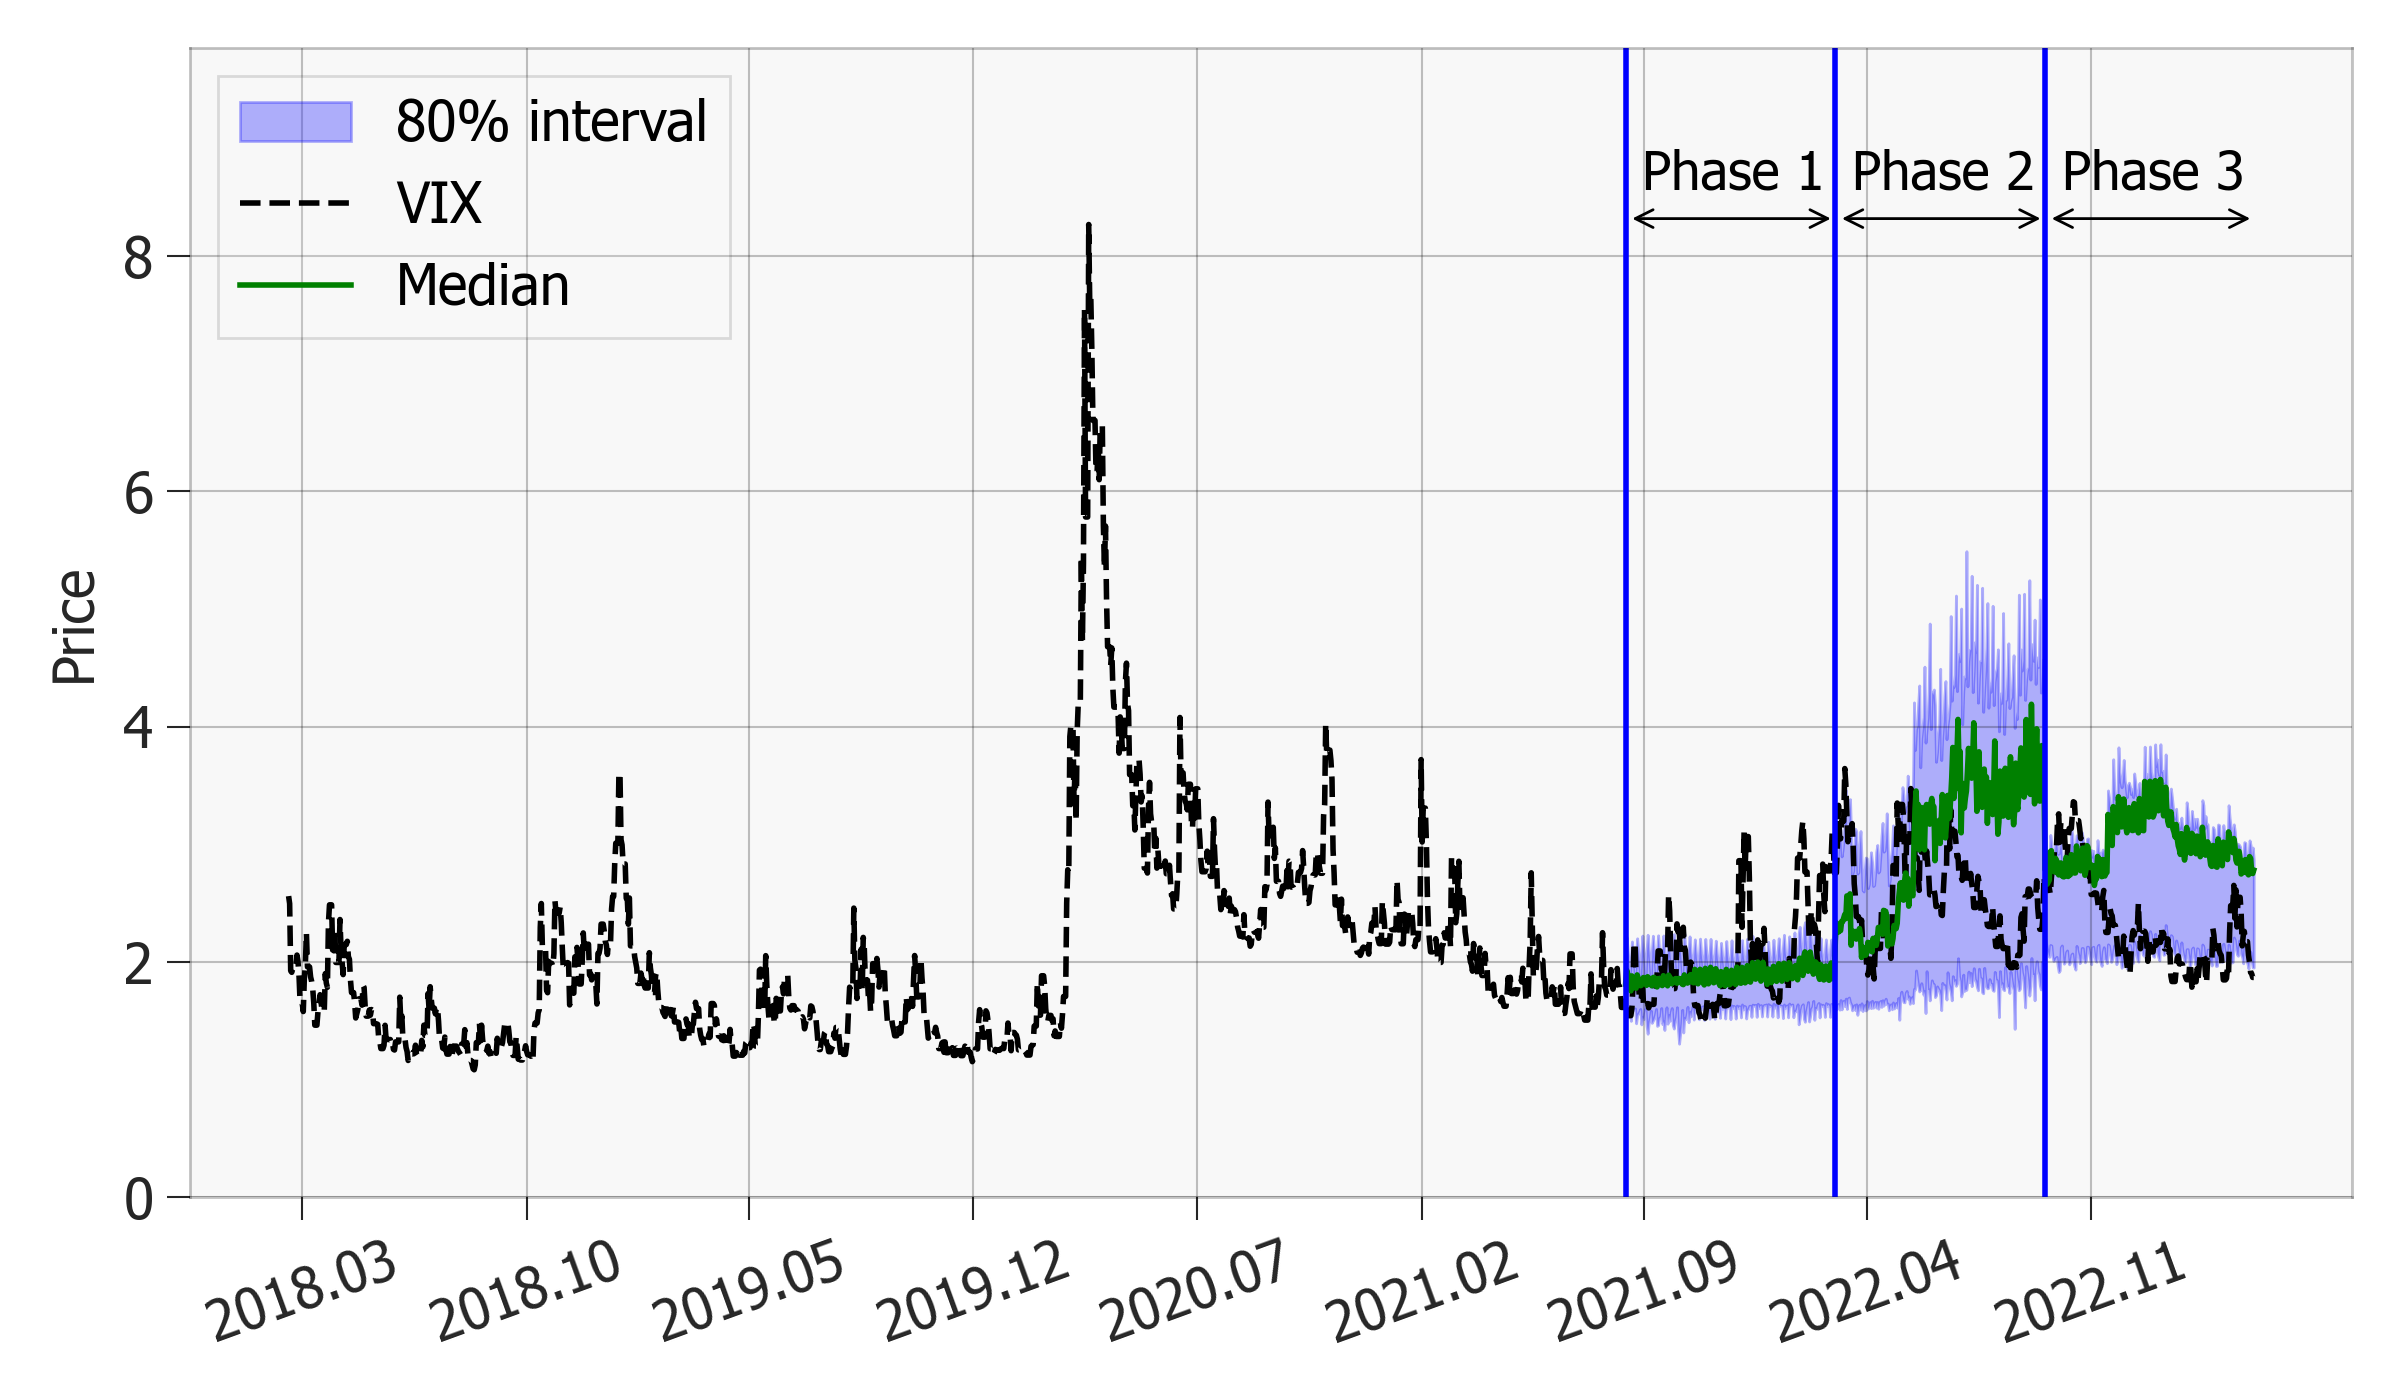 80% interval
VIX
Median
Phase 1
Phase 2
Phase 3
Price
8
6
4
2
0
2018.03
2018.10
2019.05
2019.12
2020.07
2021.02
2021.09
2022.04
2022.11